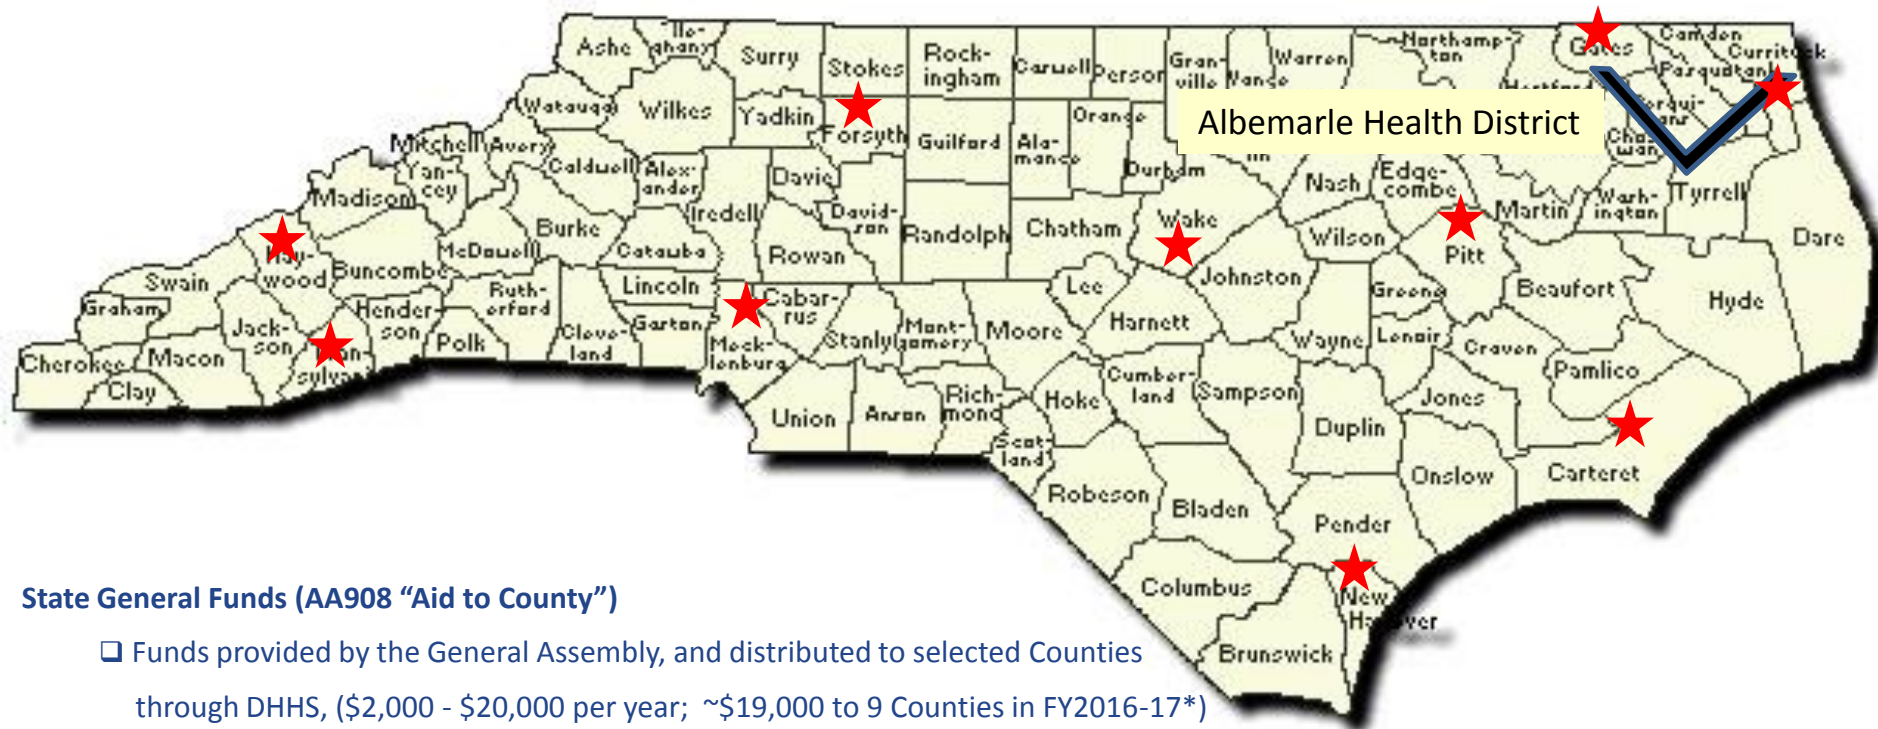 Ashe
ghany
Surry
Stokes
Rock-
ingham
Caswell
Person
Gran-
ville
Vance
Warren
Northamp-
ton
Gates
Camden
Currituck
Pasquotank
Watauga
Wilkes
Yadkin
Forsyth
Guilford
Ala-
mance
Orange
Durham
Albemarle Health District
Mitchell
Avery
Caldwell
Alex-
ander
Davie
Nash
Edge-
combe
Madison
Yan-
cey
Iredell
David-
son
Randolph
Chatham
Wake
Wilson
Martin
Wash-
ington
Tyrrell
Dare
Burke
Catawba
Rowan
McDowell
Buncombe
Swain
wood
Pitt
Johnston
Lee
Beaufort
Hyde
Graham
Jack-
son
Hender-
son
Ruth-
erford
Lincoln
Cabar-
rus
Stanly
Mont-
gomery
Moore
Harnett
Greene
Wayne
Lenoir
Craven
Pamlico
Cherokee
Macon
Clay
sylvan
Polk
Cleve-
land
Gaston
Meck-
lenburg
Union
Anson
Rich-
mond
Scot-
land
Hoke
Cumber-
land
Sampson
Duplin
Jones
Onslow
Carteret
Robeson
Bladen
Pender
Columbus
Brunswick
New
State General Funds (AA908 “Aid to County”)
❑ Funds provided by the General Assembly, and distributed to selected Counties
through DHHS, ($2,000 - $20,000 per year; ~$19,000 to 9 Counties in FY2016-17*)